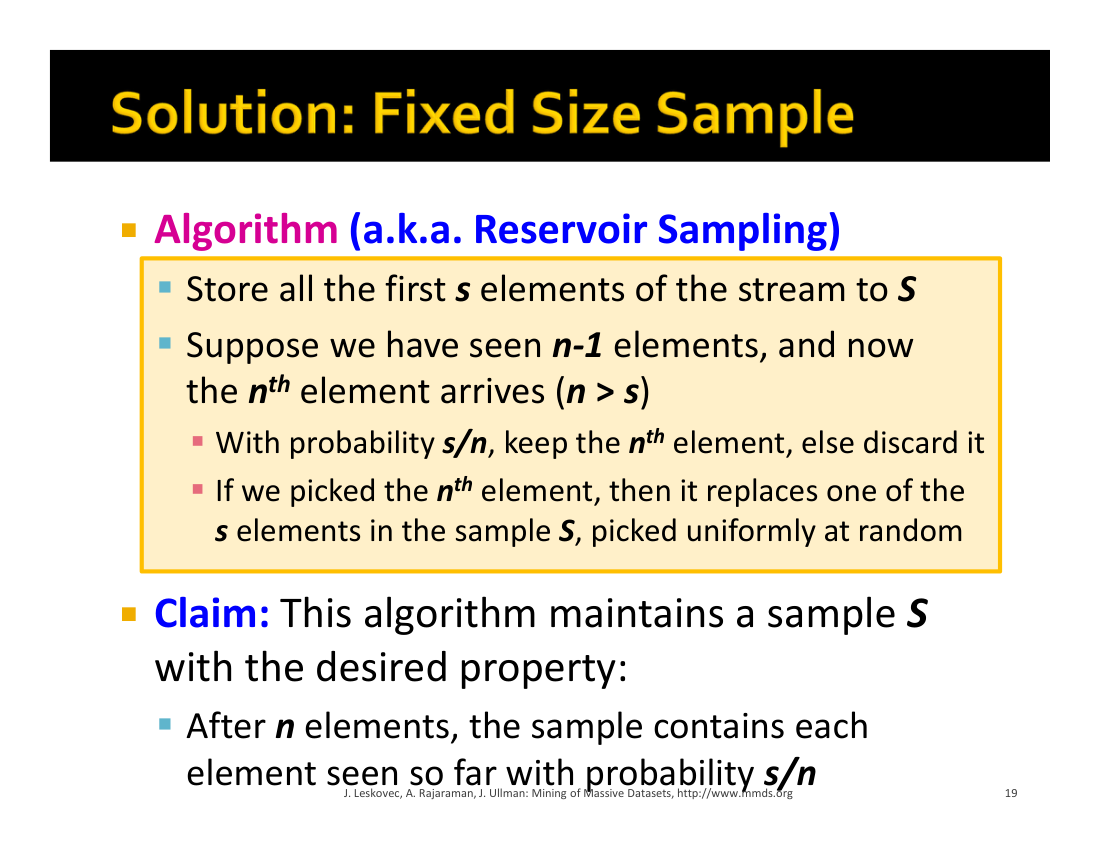 Solution: Fixed Size Sample
Algorithm (a.k.a. Reservoir Sampling)
Store all the first s elements of the stream to S
Suppose we have seen n-1 elements, and now
the nth element arrives (n > s)
With probability s/n, keep the nth element, else discard it
If we picked the nth element, then it replaces one of the
s elements in the sample S, picked uniformly at random
Claim: This algorithm maintains a sample S
with the desired property:
After n elements, the sample contains each
element seen so far with probability s/n
J. Leskovec, A. Rajaraman, J. Ullman: Mining of Massive Datasets, http://www.mmds.org
19